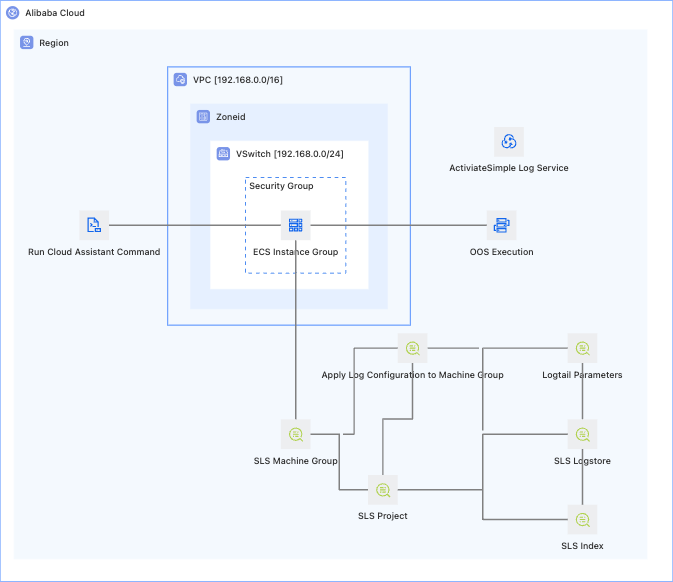 Alibaba Cloud
Region
VPC [192.168.0.0/16]
Zoneid
VSwitch [192.168.0.0/24]
ActiviateSimple Log Service
Security Group
Run Cloud Assistant Command
ECS Instance Group
OOS Execution
Apply Log Configuration to Machine Group
Logtail Parameters
SLS Machine Group
SLS Logstore
SLS Project
SLS Index